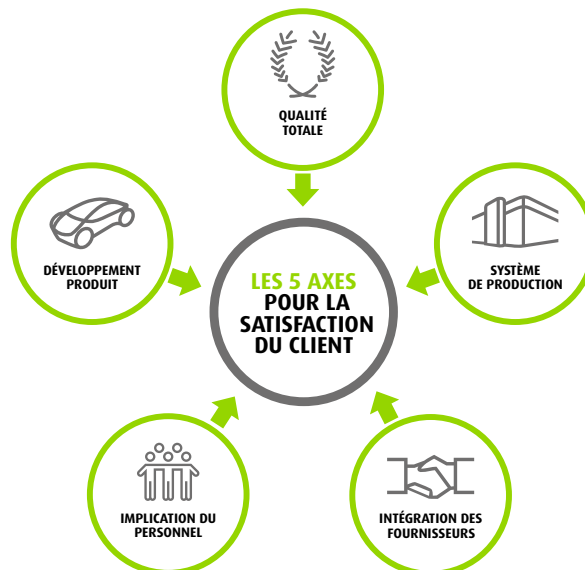 QUALITÉ
TOTALE
DÉVELOPPEMENT
PRODUIT
SYSTÈME
DE PRODUCTION
LES 5 AXES
POUR LA
SATISFACTION
DU CLIENT
IMPLICATION DU
PERSONNEL
INTÉGRATION DES
FOURNISSEURS